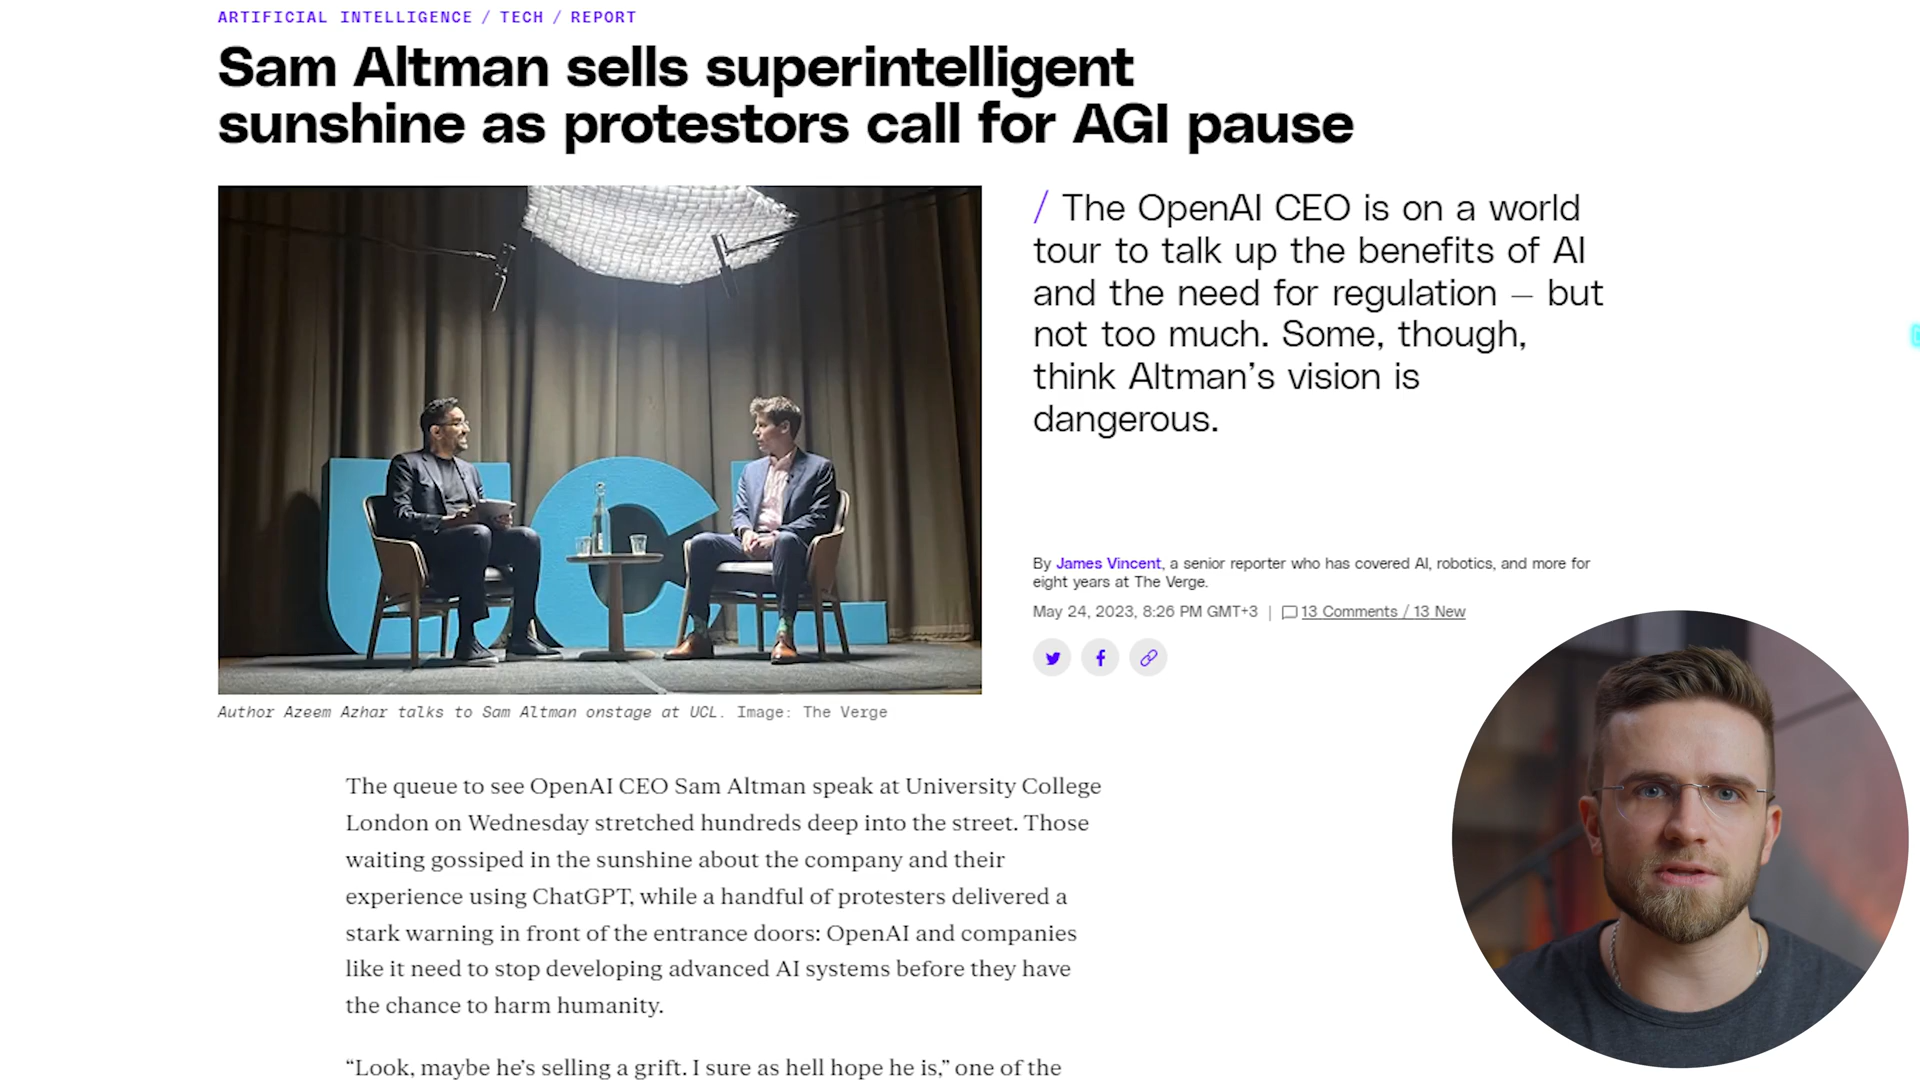 ARTIFICIAL INTELLIGENCE / TECH / REPORT
Sam Altman sells superintelligent
sunshine as protestors call for AGI pause
/ The OpenAI CEO is on a world
tour to talk up the benefits of AI
and the need for regulation — but
not too much. Some, though,
think Altman’s vision is
dangerous.
UCL
By James Vincent, a senior reporter who has covered AI, robotics, and more for
eight years at The Verge.
May 24, 2023, 8:26 PM GMT+3 | 13 Comments / 13 New
Author Azeem Azhar talks to Sam Altman onstage at UCL. Image: The Verge
The queue to see OpenAI CEO Sam Altman speak at University College
London on Wednesday stretched hundreds deep into the street. Those
waiting gossiped in the sunshine about the company and their
experience using ChatGPT, while a handful of protesters delivered a
stark warning in front of the entrance doors: OpenAI and companies
like it need to stop developing advanced AI systems before they have
the chance to harm humanity.
“Look, maybe he’s selling a grift. I sure as hell hope he is,” one of the